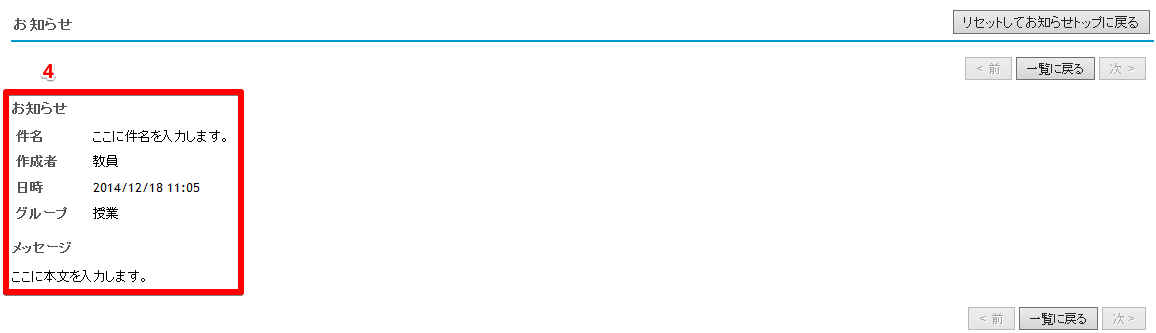 お知らせ リセットしてお知らせトップに戻る
4
< 前 一覧に戻る 次 >
お知らせ
件名 ここに件名を入力します。
作成者 教員
日時 2014/12/18 11:05
グループ 授業
メッセージ
ここに本文を入力します。
< 前 一覧に戻る 次 >